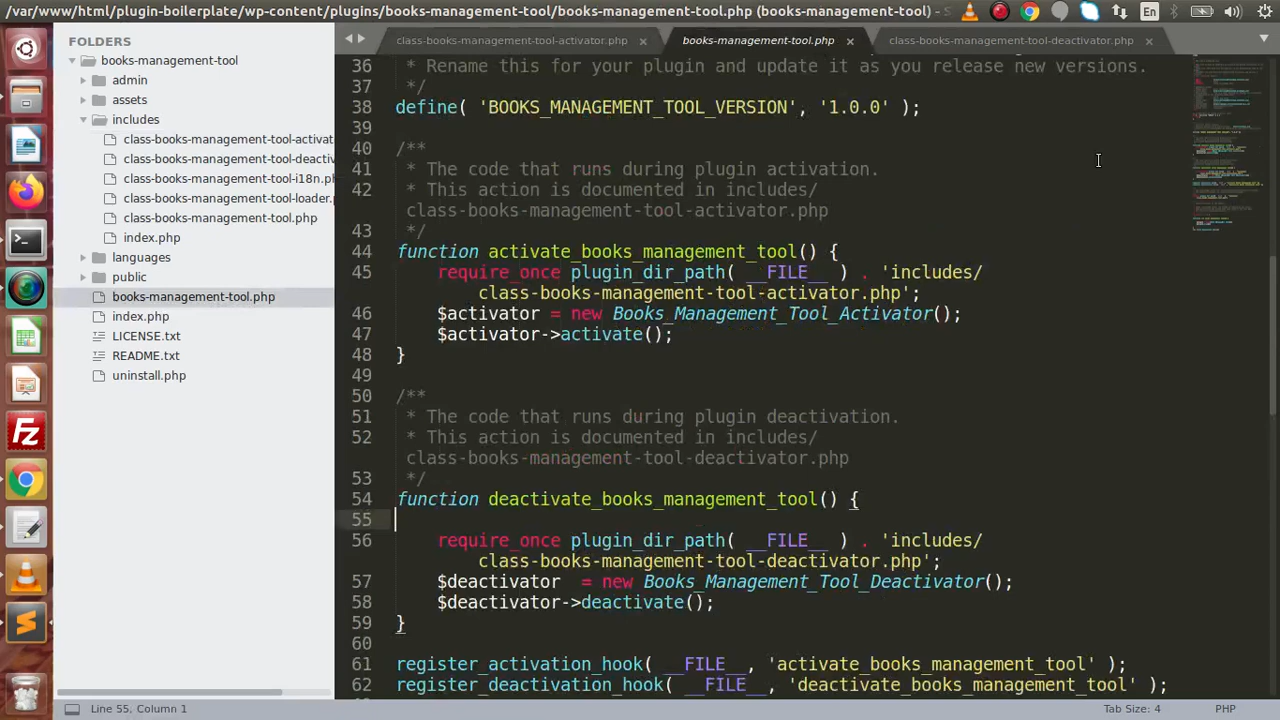 /var/www/html/plugin-boilerplate/wp-content/plugins/books-management-tool/books-management-tool.php (books-management-tool) - S
En
FOLDERS
books-management-tool
admin
assets
includes
class-books-management-tool-activat
class-books-management-tool-deactiv
class-books-management-tool-i18n.ph
class-books-management-tool-loader.
class-books-management-tool.php
index.php
languages
public
books-management-tool.php
index.php
LICENSE.txt
README.txt
uninstall.php
class-books-management-tool-activator.php
books-management-tool.php
class-books-management-tool-deactivator.php
36 * Rename this for your plugin and update it as you release new versions.
37 */
38 define( 'BOOKS_MANAGEMENT_TOOL_VERSION', '1.0.0' );
39
40 /**
41 * The code that runs during plugin activation.
42 * This action is documented in includes/
class-books-management-tool-activator.php
43 */
44 function activate_books_management_tool() {
45 require_once plugin_dir_path( __FILE__ ) . 'includes/
class-books-management-tool-activator.php';
46 $activator = new Books_Management_Tool_Activator();
47 $activator->activate();
48 }
49
50 /**
51 * The code that runs during plugin deactivation.
52 * This action is documented in includes/
class-books-management-tool-deactivator.php
53 */
54 function deactivate_books_management_tool() {
55
56 require_once plugin_dir_path( __FILE__ ) . 'includes/
class-books-management-tool-deactivator.php';
57 $deactivator  = new Books_Management_Tool_Deactivator();
58 $deactivator->deactivate();
59 }
60
61 register_activation_hook( __FILE__, 'activate_books_management_tool' );
62 register_deactivation_hook( __FILE__, 'deactivate_books_management_tool' );
Line 55, Column 1
Tab Size: 4
PHP